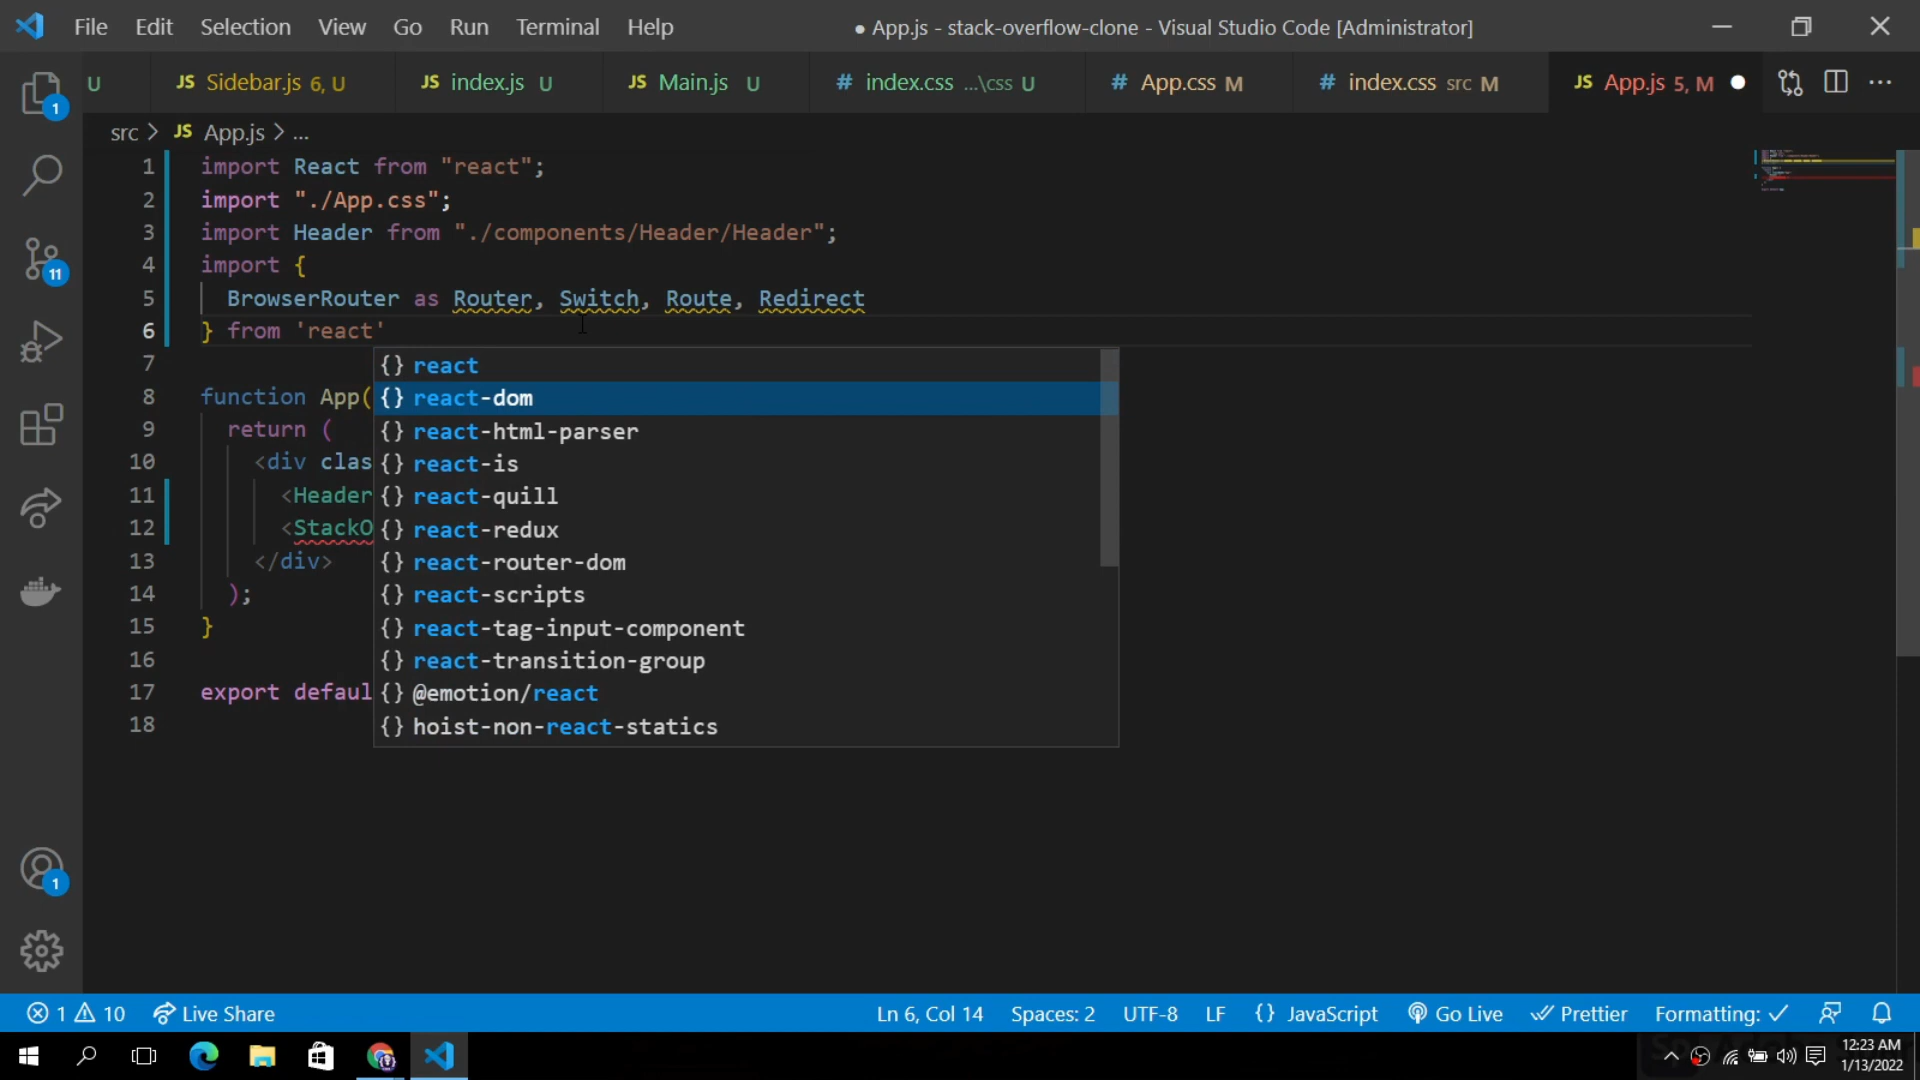 File Edit Selection View Go Run Terminal Help ● App.js - stack-overflow-clone - Visual Studio Code [Administrator]
U JS Sidebar.js 6, U JS index.js U JS Main.js U # index.css ...\css U # App.css M # index.css src M JS App.js 5, M
src > JS App.js > ...
1 import React from "react";
2 import "./App.css";
3 import Header from "./components/Header/Header";
4 import {
5 BrowserRouter as Router, Switch, Route, Redirect
6 } from 'react'
7
8 function App(
9 return (
10 <div clas
11 <Header
12 <StackO
13 </div>
14 );
15 }
16
17 export defaul
18
{} react
{} react-dom
{} react-html-parser
{} react-is
{} react-quill
{} react-redux
{} react-router-dom
{} react-scripts
{} react-tag-input-component
{} react-transition-group
{} @emotion/react
{} hoist-non-react-statics
1
11
1
1 10 Live Share Ln 6, Col 14 Spaces: 2 UTF-8 LF {} JavaScript Go Live Prettier Formatting: ✓
12:23 AM
1/13/2022